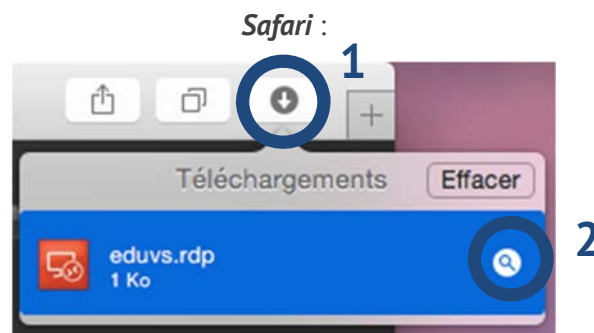 Safari :
1
Téléchargements Effacer
eduvs.rdp
1 Ko
2